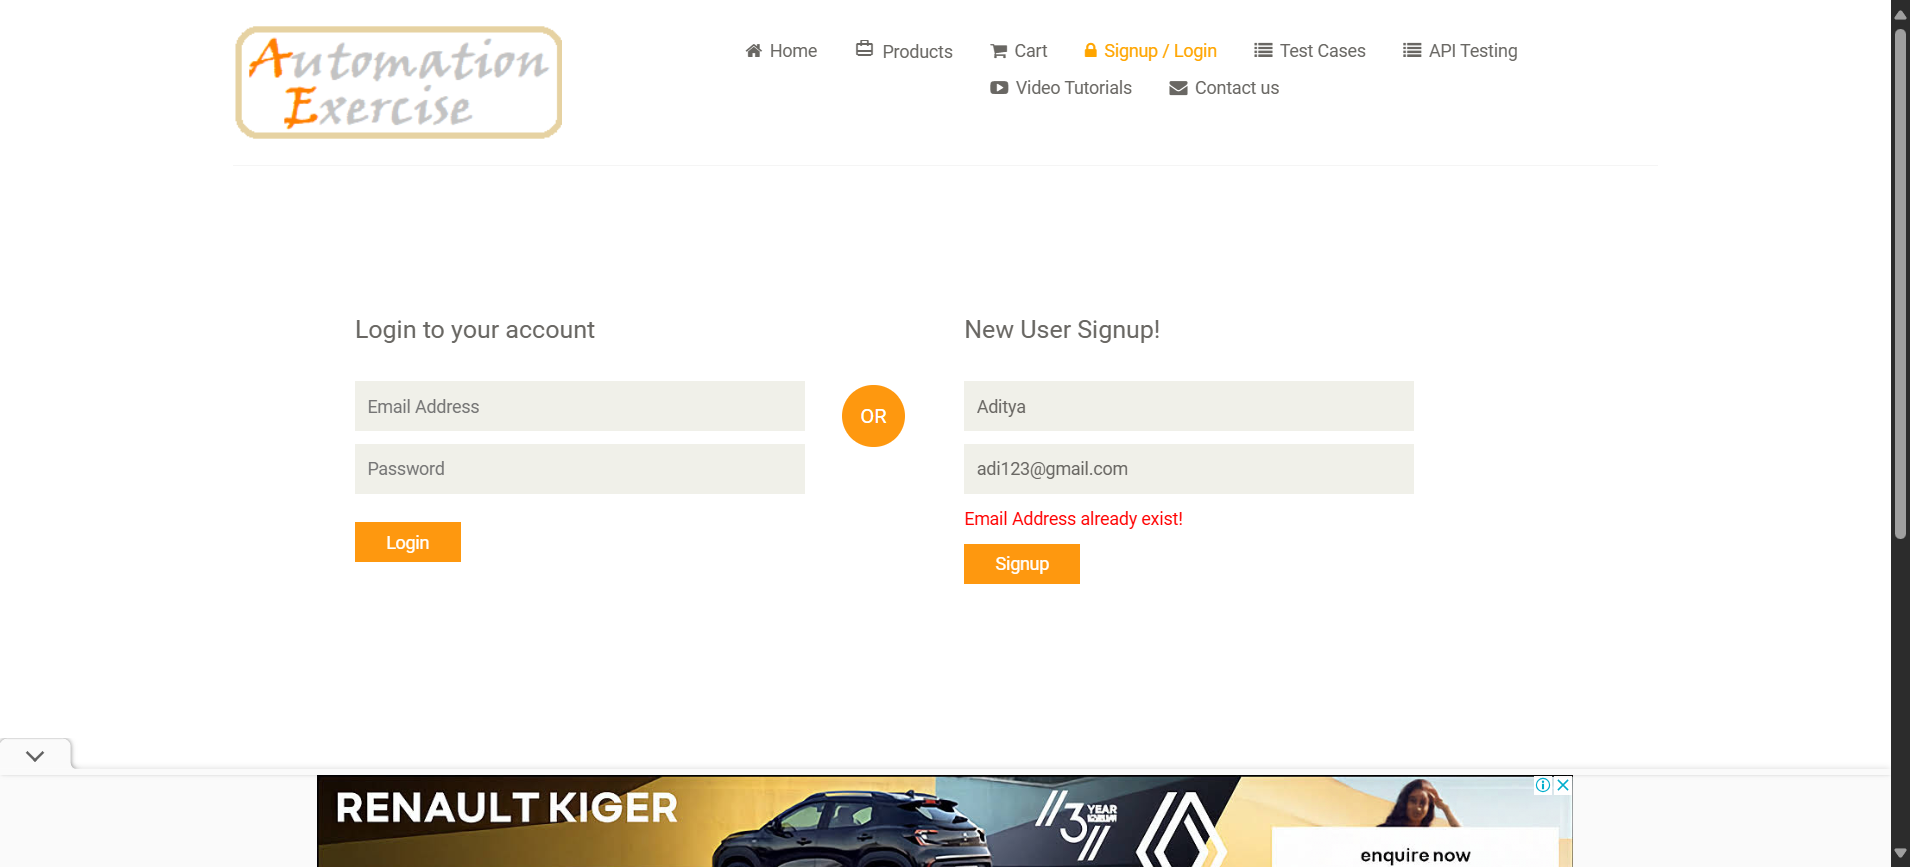 Automation
Exercise
Home
Products
Cart
Signup / Login
Test Cases
API Testing
Video Tutorials
Contact us
Login to your account
Email Address
Password
Login
OR
New User Signup!
Aditya
adi123@gmail.com
Email Address already exist!
Signup
RENAULT KIGER
3 YEAR
enquire now